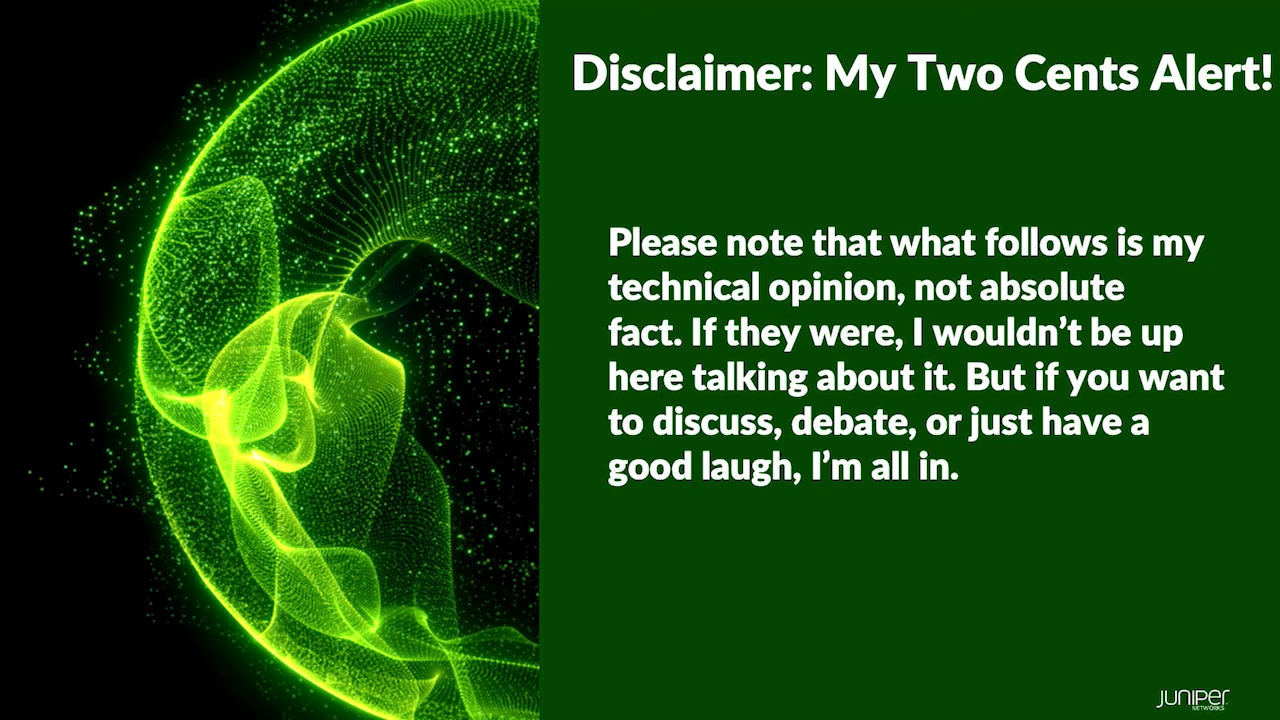 Disclaimer: My Two Cents Alert!
Please note that what follows is my
technical opinion, not absolute
fact. If they were, I wouldn’t be up
here talking about it. But if you want
to discuss, debate, or just have a
good laugh, I’m all in.
JUNIPER
NETWORKS